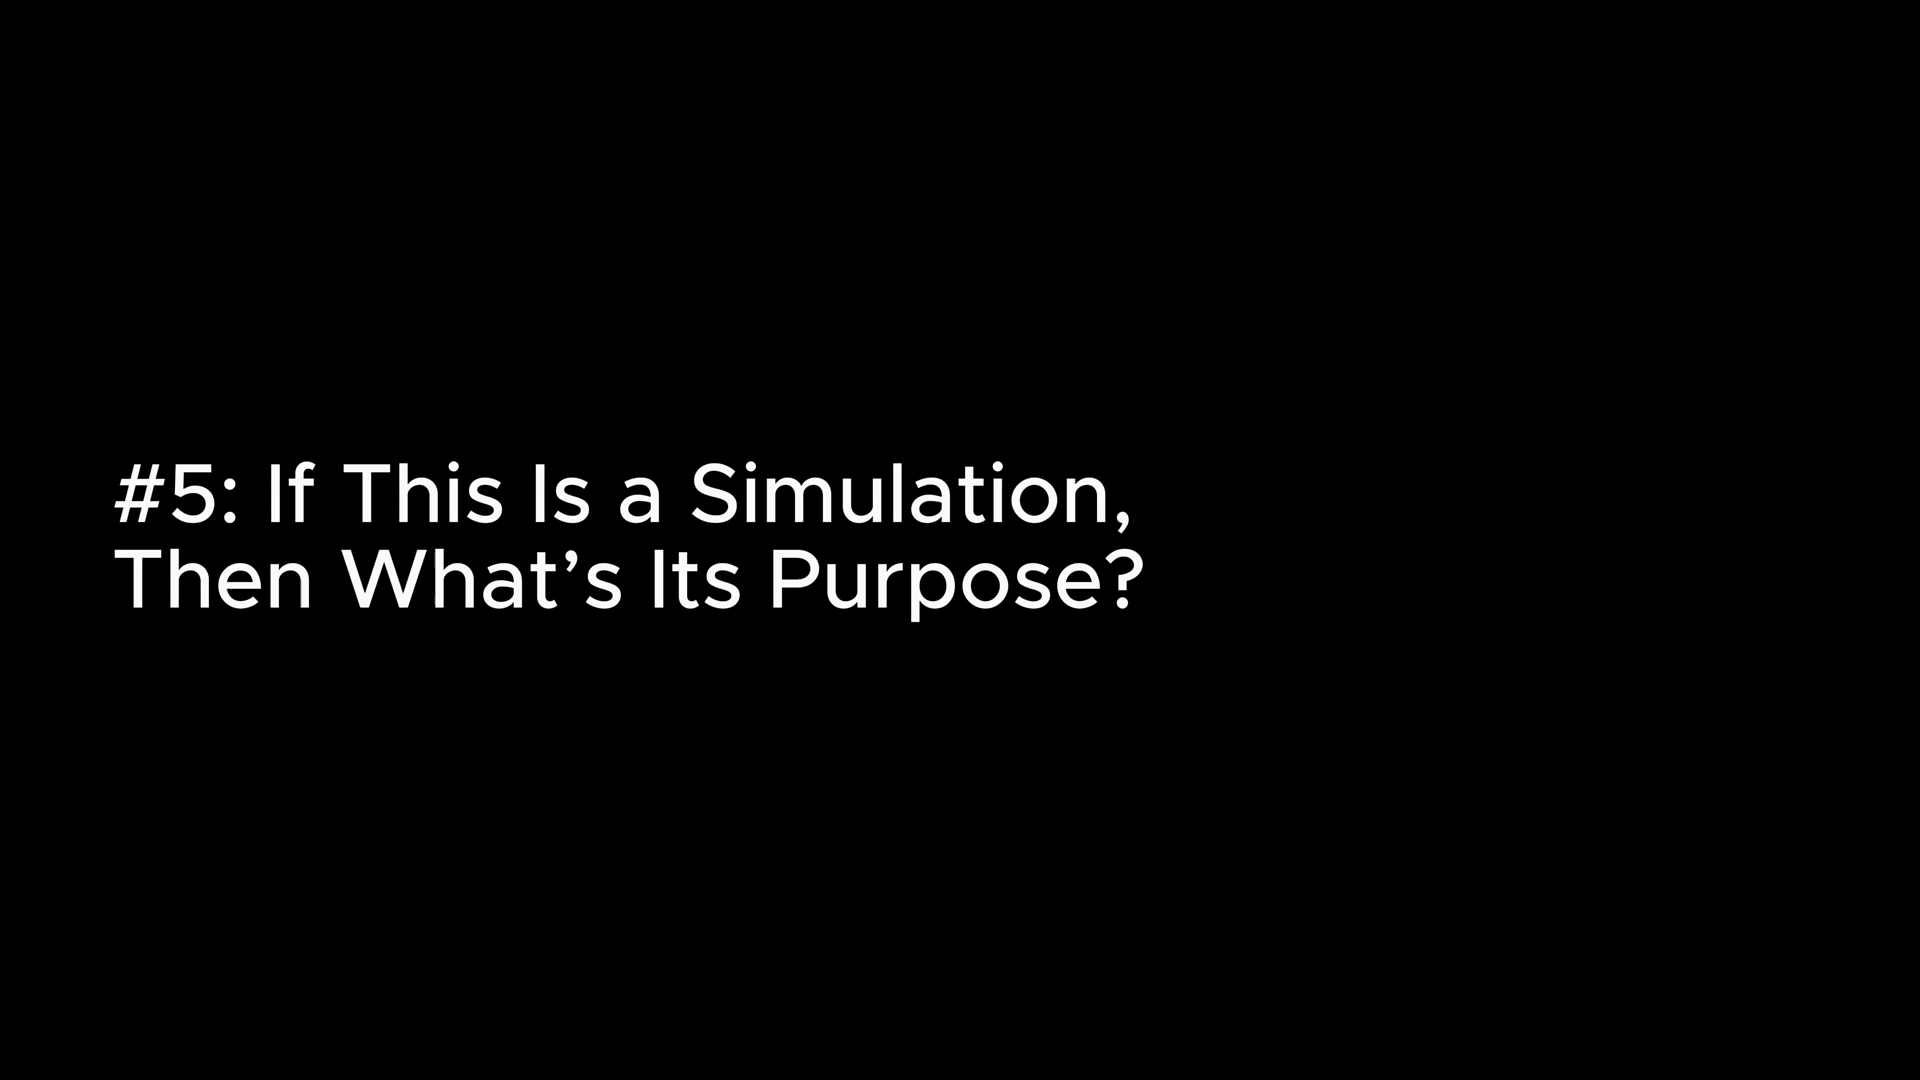 #5: If This Is a Simulation,
Then What’s Its Purpose?